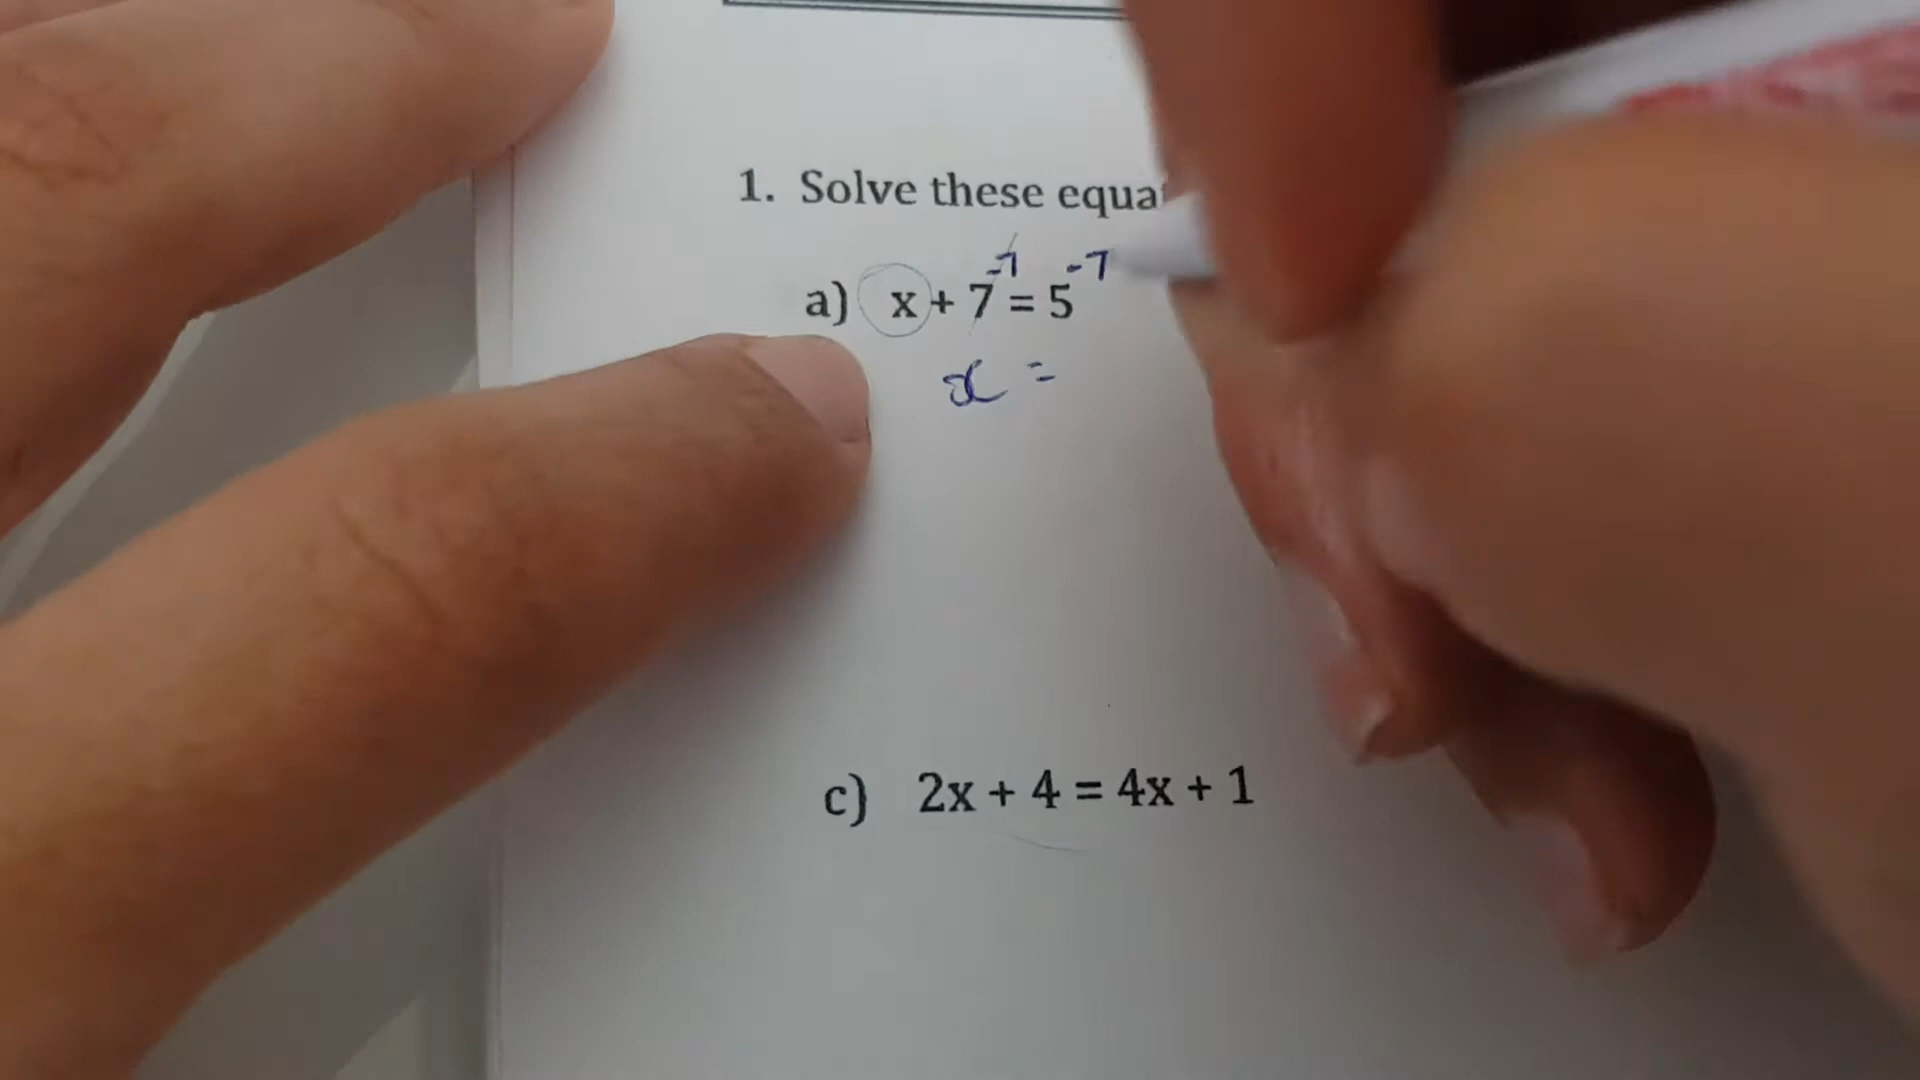 1. Solve these equa
-7 -7
a) x + 7 = 5
x =
c) 2x + 4 = 4x + 1